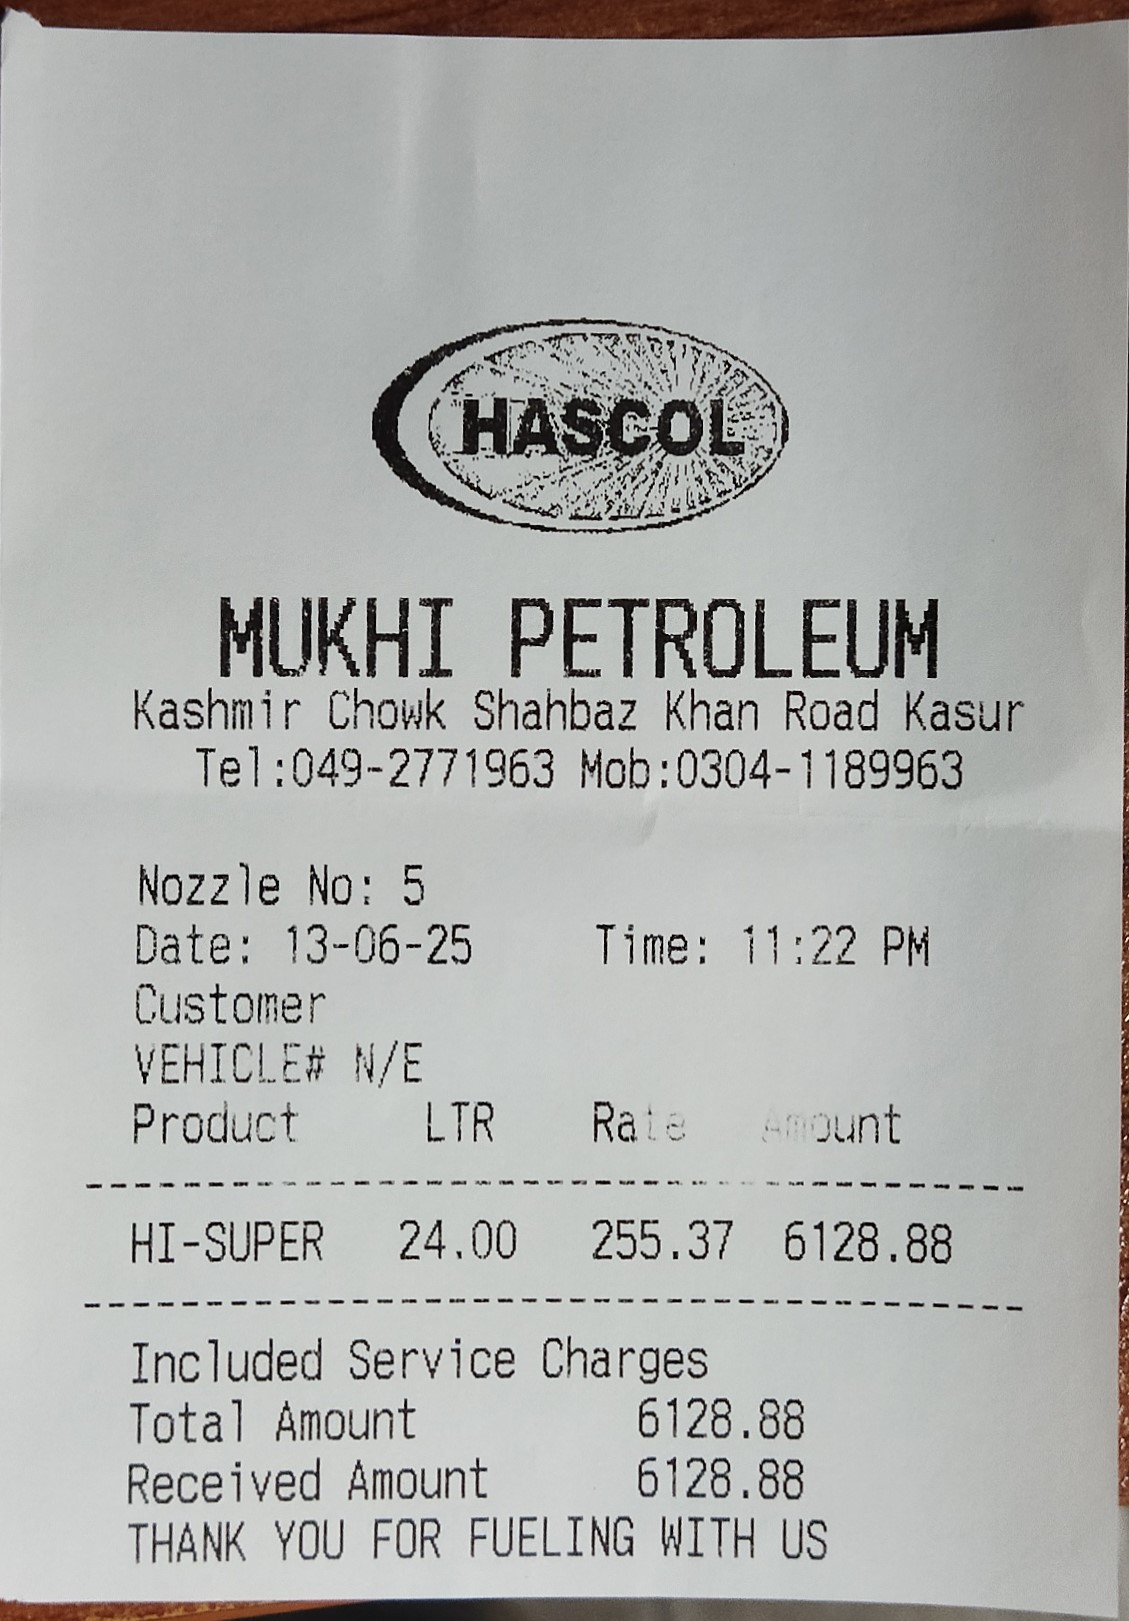 HASCOL
MUKHI PETROLEUM
Kashmir Chowk Shahbaz Khan Road Kasur
Tel:049-2771963 Mob:0304-1189963
Nozzle No: 5
Date: 13-06-25 Time: 11:22 PM
Customer
VEHICLE# N/E
Product LTR Rate Amount
HI-SUPER 24.00 255.37 6128.88
Included Service Charges
Total Amount 6128.88
Received Amount 6128.88
THANK YOU FOR FUELING WITH US